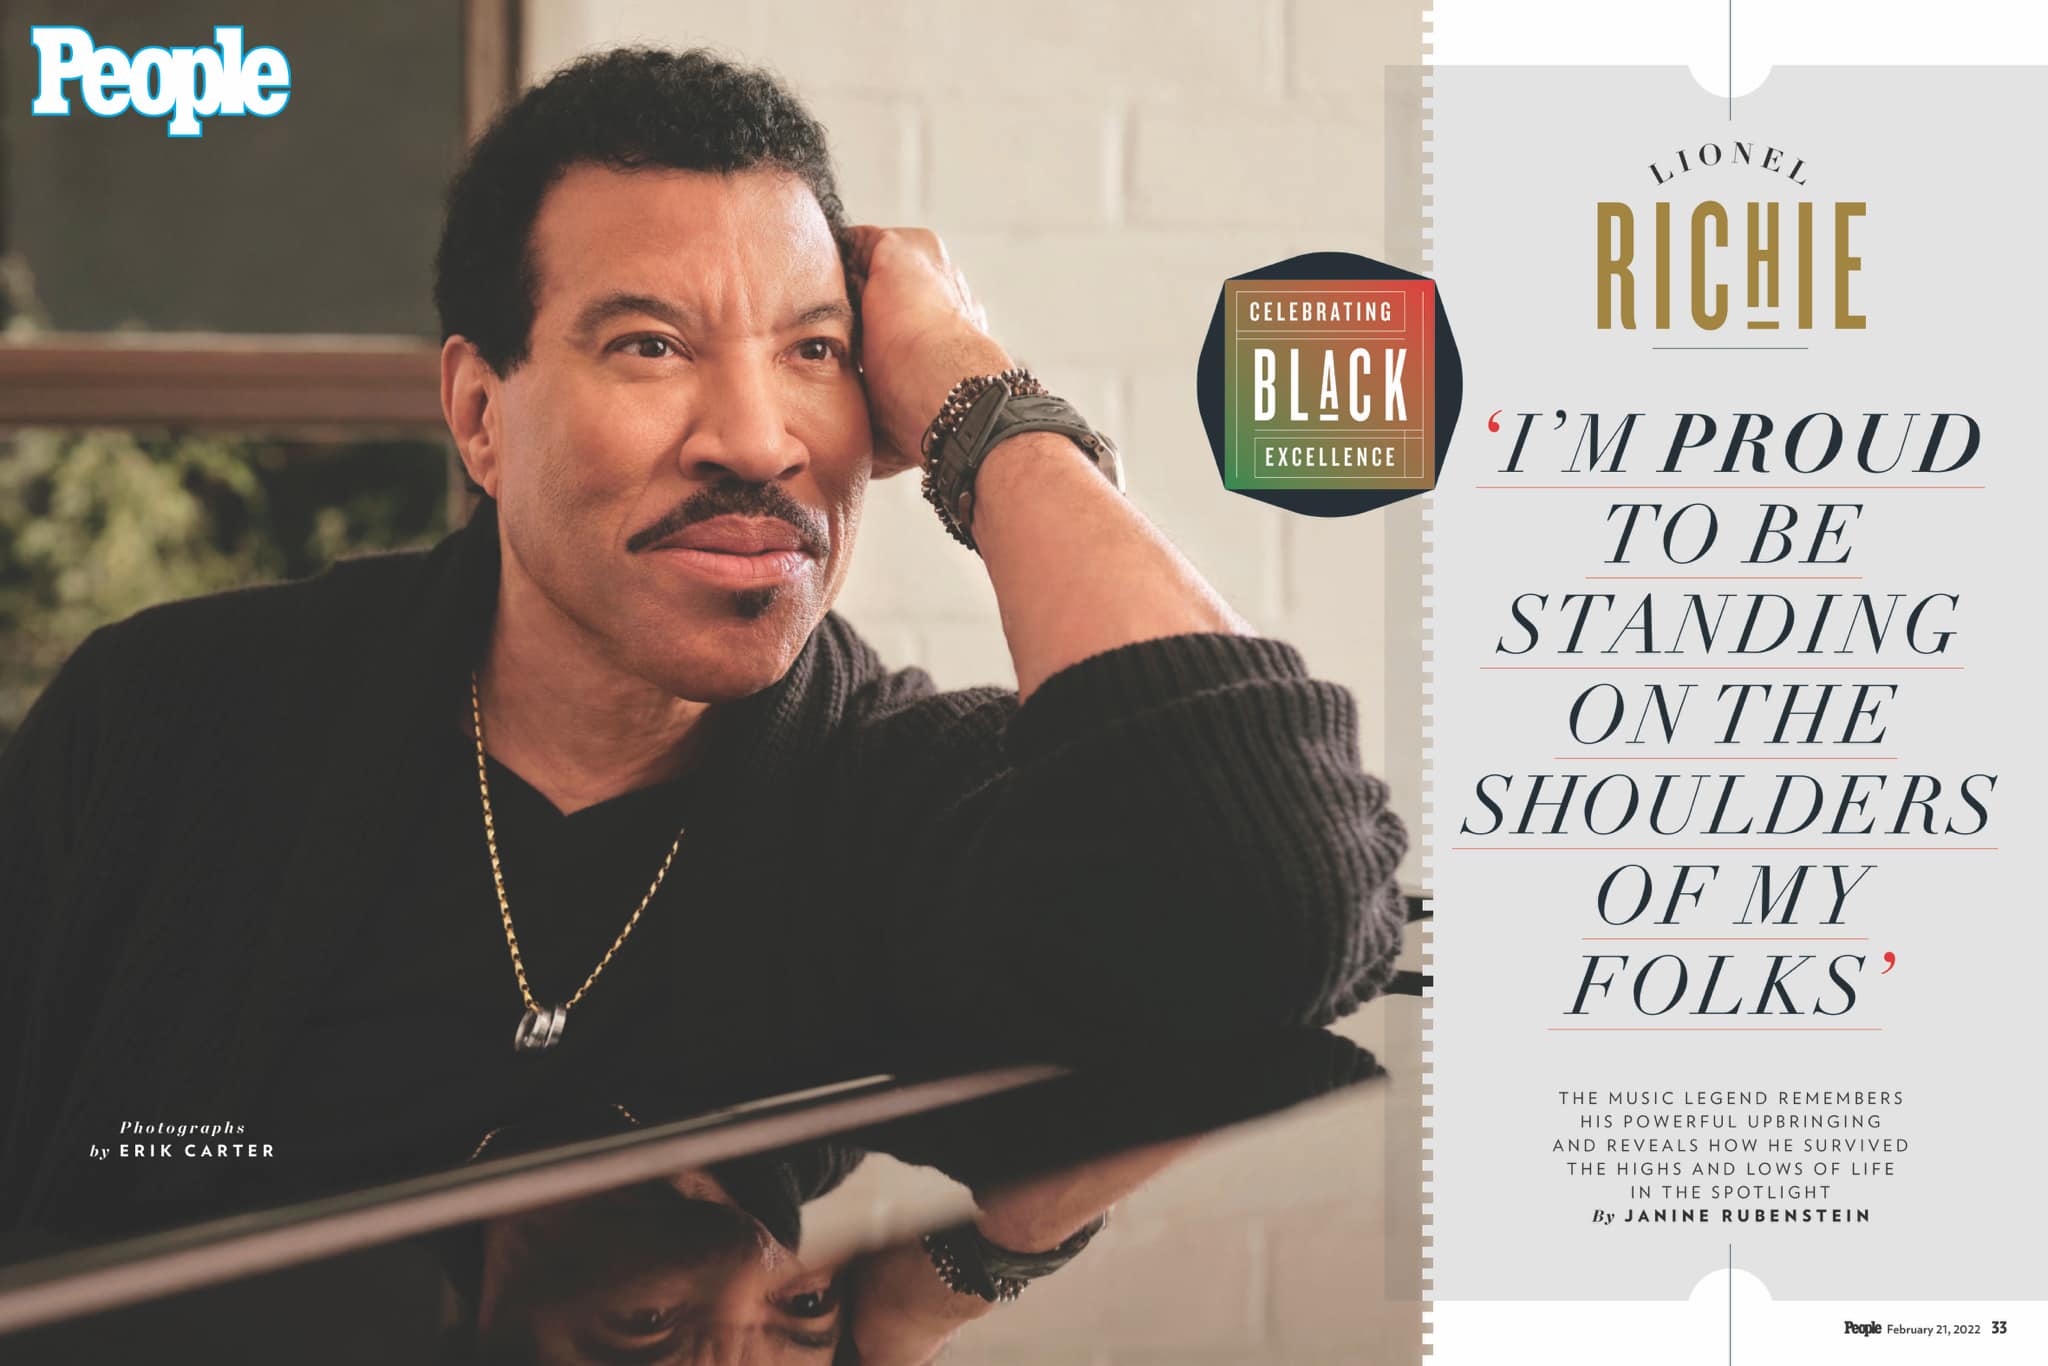 People
Photographs
by ERIK CARTER
CELEBRATING
BLACK
EXCELLENCE
LIONEL
RICHIE
‘I’M PROUD
TO BE
STANDING
ON THE
SHOULDERS
OF MY
FOLKS’
THE MUSIC LEGEND REMEMBERS
HIS POWERFUL UPBRINGING
AND REVEALS HOW HE SURVIVED
THE HIGHS AND LOWS OF LIFE
IN THE SPOTLIGHT
By JANINE RUBENSTEIN
People February 21, 2022 33